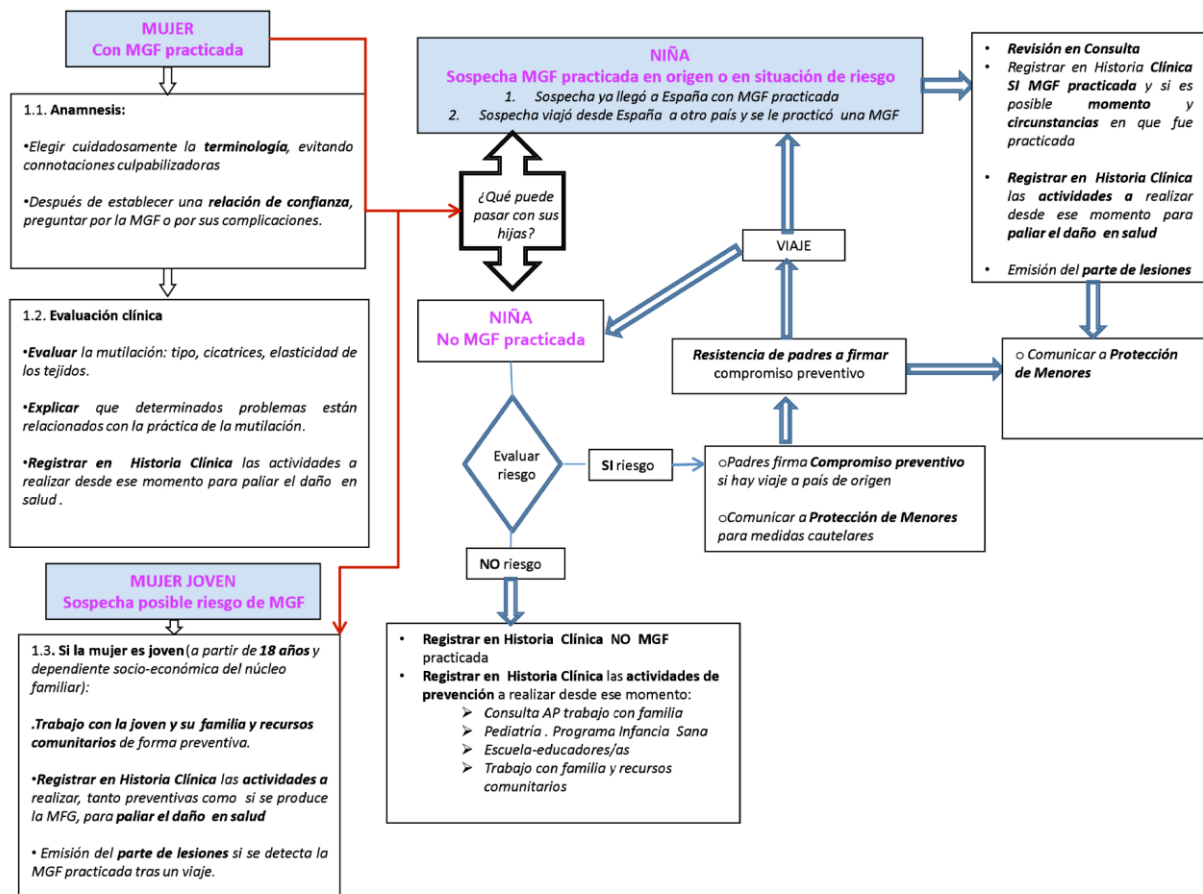 MUJER
Con MGF practicada
1.1. Anamnesis:
•Elegir cuidadosamente la terminología, evitando
connotaciones culpabilizadoras
•Después de establecer una relación de confianza,
preguntar por la MGF o por sus complicaciones.
1.2. Evaluación clínica
•Evaluar la mutilación: tipo, cicatrices, elasticidad de
los tejidos.
•Explicar que determinados problemas están
relacionados con la práctica de la mutilación.
•Registrar en Historia Clínica las actividades a
realizar desde ese momento para paliar el daño en
salud .
MUJER JOVEN
Sospecha posible riesgo de MGF
1.3. Si la mujer es joven (a partir de 18 años y
dependiente socio-económica del núcleo
familiar):
.Trabajo con la joven y su familia y recursos
comunitarios de forma preventiva.
•Registrar en Historia Clínica las actividades a
realizar, tanto preventivas como si se produce
la MFG, para paliar el daño en salud
• Emisión del parte de lesiones si se detecta la
MGF practicada tras un viaje.
NIÑA
Sospecha MGF practicada en origen o en situación de riesgo
1. Sospecha ya llegó a España con MGF practicada
2. Sospecha viajó desde España a otro país y se le practicó una MGF
¿Qué puede
pasar con sus
hijas?
NIÑA
No MGF practicada
VIAJE
Resistencia de padres a firmar
compromiso preventivo
Evaluar
riesgo
SI riesgo
oPadres firma Compromiso preventivo
si hay viaje a país de origen
oComunicar a Protección de Menores
para medidas cautelares
NO riesgo
• Registrar en Historia Clínica NO MGF
practicada
• Registrar en Historia Clínica las actividades de
prevención a realizar desde ese momento:
➢ Consulta AP trabajo con familia
➢ Pediatría . Programa Infancia Sana
➢ Escuela-educadores/as
➢ Trabajo con familia y recursos
comunitarios
• Revisión en Consulta
• Registrar en Historia Clínica
SI MGF practicada y si es
posible momento y
circunstancias en que fue
practicada
• Registrar en Historia Clínica
las actividades a realizar
desde ese momento para
paliar el daño en salud
• Emisión del parte de lesiones
o Comunicar a Protección
de Menores